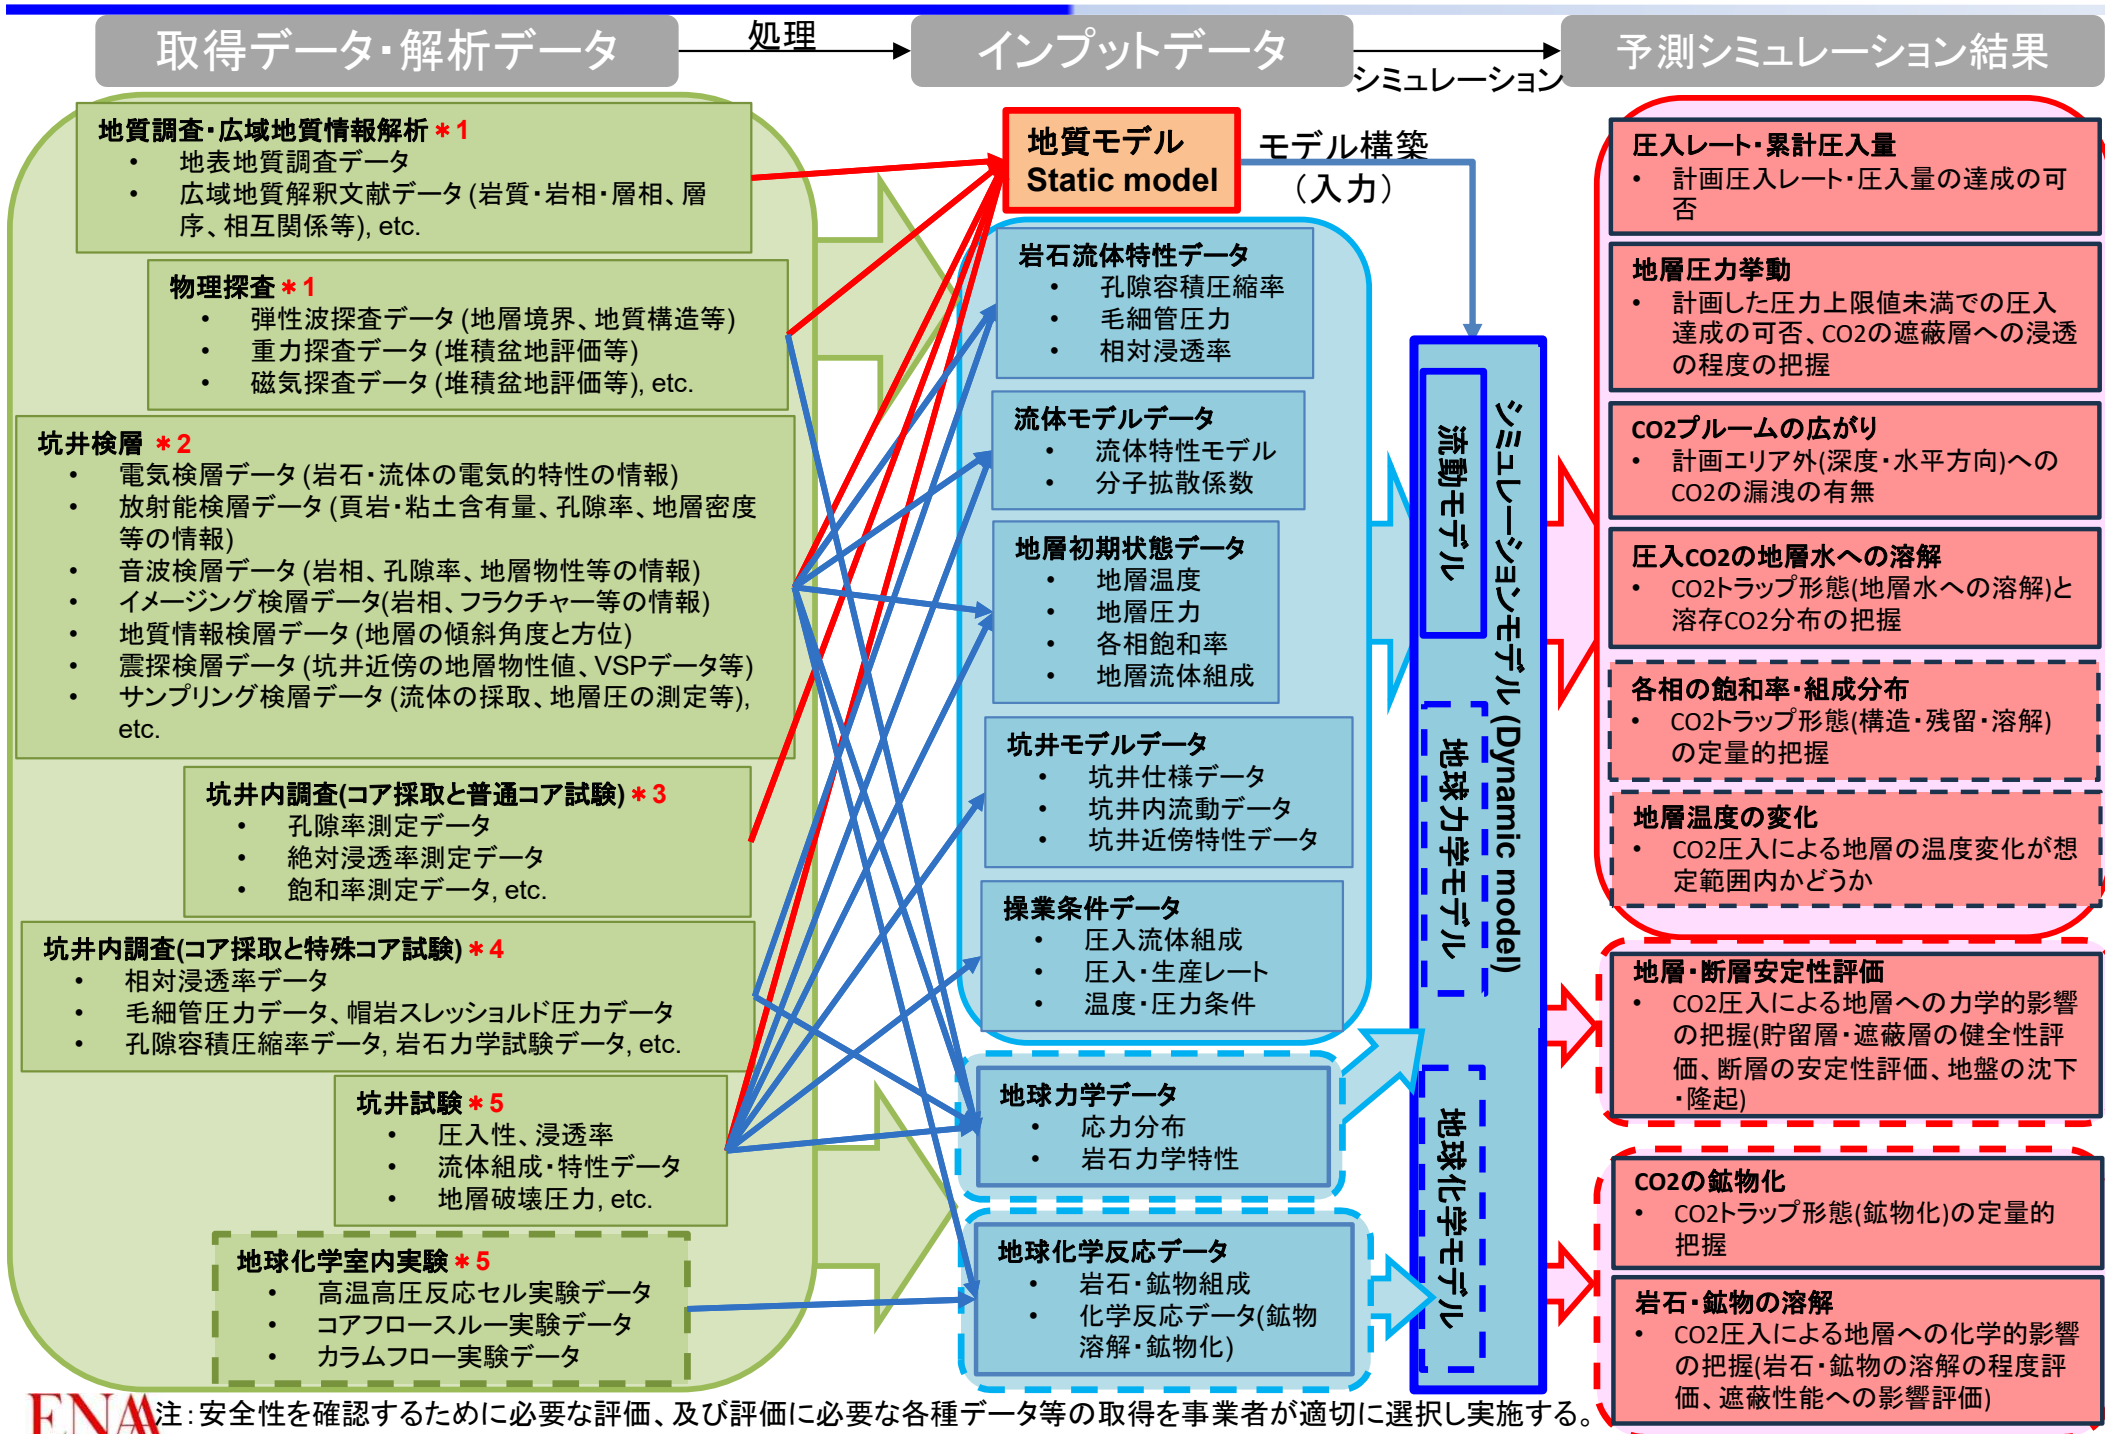 取得データ・解析データ
処理
インプットデータ
シミュレーション
予測シミュレーション結果
地質調査・広域地質情報解析＊1
• 地表地質調査データ
• 広域地質解釈文献データ (岩質・岩相・層相、層
序、相互関係等), etc.
物理探査＊1
• 弾性波探査データ (地層境界、地質構造等)
• 重力探査データ (堆積盆地評価等)
• 磁気探査データ (堆積盆地評価等), etc.
坑井検層 ＊2
• 電気検層データ (岩石・流体の電気的特性の情報)
• 放射能検層データ (頁岩・粘土含有量、孔隙率、地層密度
等の情報)
• 音波検層データ (岩相、孔隙率、地層物性等の情報)
• イメージング検層データ(岩相、フラクチャー等の情報)
• 地質情報検層データ (地層の傾斜角度と方位)
• 震探検層データ (坑井近傍の地層物性値、VSPデータ等)
• サンプリング検層データ (流体の採取、地層圧の測定等),
etc.
坑井内調査(コア採取と普通コア試験)＊3
• 孔隙率測定データ
• 絶対浸透率測定データ
• 飽和率測定データ, etc.
坑井内調査(コア採取と特殊コア試験)＊4
• 相対浸透率データ
• 毛細管圧力データ、帽岩スレッショルド圧力データ
• 孔隙容積圧縮率データ, 岩石力学試験データ, etc.
坑井試験＊5
• 圧入性、浸透率
• 流体組成・特性データ
• 地層破壊圧力, etc.
地球化学室内実験＊5
• 高温高圧反応セル実験データ
• コアフロースルー実験データ
• カラムフロー実験データ
地質モデル
Static model
モデル構築
（入力）
岩石流体特性データ
• 孔隙容積圧縮率
• 毛細管圧力
• 相対浸透率
流体モデルデータ
• 流体特性モデル
• 分子拡散係数
地層初期状態データ
• 地層温度
• 地層圧力
• 各相飽和率
• 地層流体組成
坑井モデルデータ
• 坑井仕様データ
• 坑井内流動データ
• 坑井近傍特性データ
操業条件データ
• 圧入流体組成
• 圧入・生産レート
• 温度・圧力条件
地球力学データ
• 応力分布
• 岩石力学特性
地球化学反応データ
• 岩石・鉱物組成
• 化学反応データ(鉱物
溶解・鉱物化)
シミュレーションモデル (Dynamic model)
流動モデル
地球力学モデル
地球化学モデル
圧入レート・累計圧入量
• 計画圧入レート・圧入量の達成の可
否
地層圧力挙動
• 計画した圧力上限値未満での圧入
達成の可否、CO2の遮蔽層への浸透
の程度の把握
CO2プルームの広がり
• 計画エリア外(深度・水平方向)への
CO2の漏洩の有無
圧入CO2の地層水への溶解
• CO2トラップ形態(地層水への溶解)と
溶存CO2分布の把握
各相の飽和率・組成分布
• CO2トラップ形態(構造・残留・溶解)
の定量的把握
地層温度の変化
• CO2圧入による地層の温度変化が想
定範囲内かどうか
地層・断層安定性評価
• CO2圧入による地層への力学的影響
の把握(貯留層・遮蔽層の健全性評
価、断層の安定性評価、地盤の沈下
・隆起)
CO2の鉱物化
• CO2トラップ形態(鉱物化)の定量的
把握
岩石・鉱物の溶解
• CO2圧入による地層への化学的影響
の把握(岩石・鉱物の溶解の程度評
価、遮蔽性能への影響評価)
ENAA
注：安全性を確認するために必要な評価、及び評価に必要な各種データ等の取得を事業者が適切に選択し実施する。